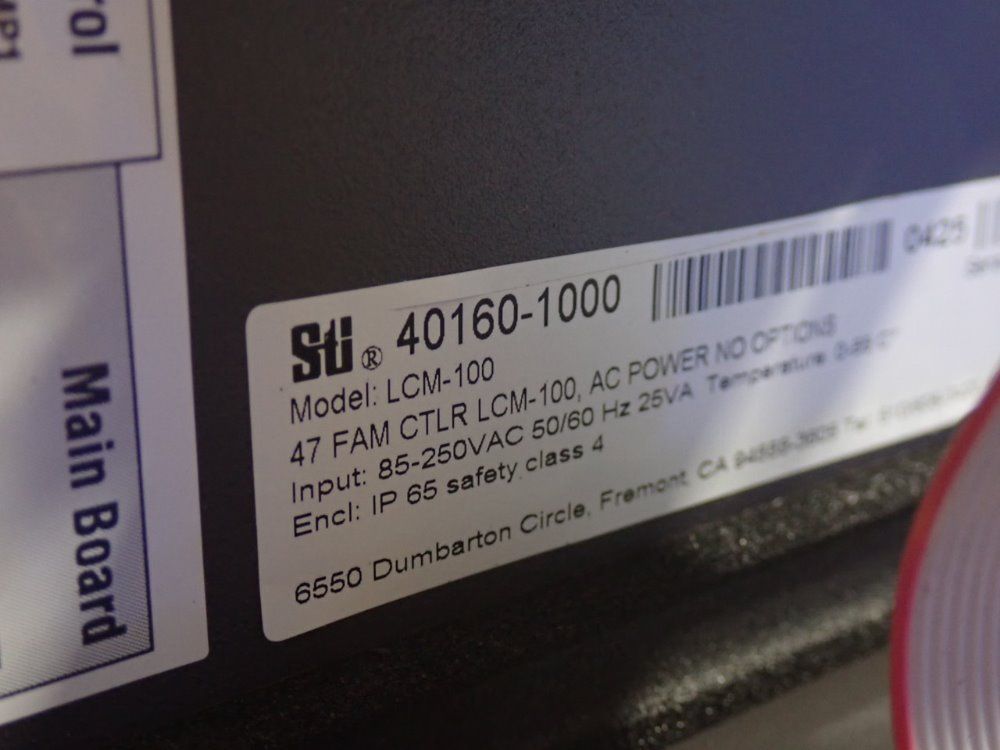 Sti ® 40160-1000
0425
Model: LCM-100
47 FAM CTLR LCM-100, AC POWER NO OPTIONS
Input: 85-250VAC 50/60 Hz 25VA Temperature:
Encl: IP 65 safety class 4
6550 Dumbarton Circle, Fremont, CA
Main Board